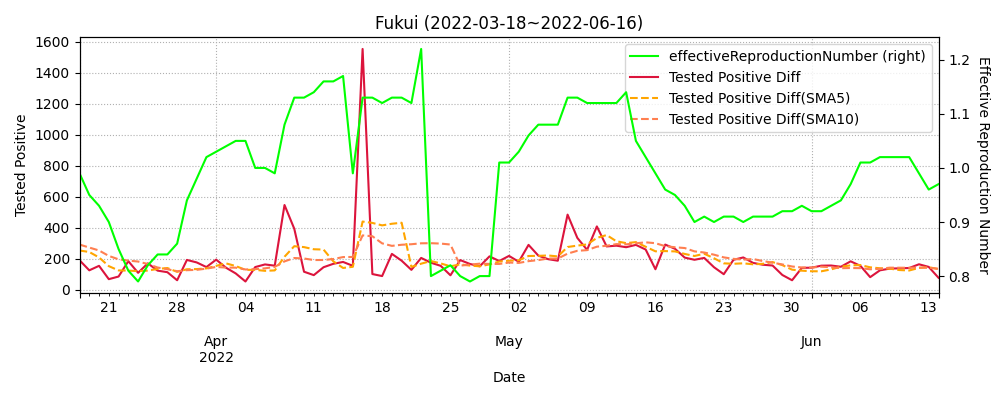 Fukui (2022-03-18~2022-06-16)
effectiveReproductionNumber (right)
Tested Positive Diff
Tested Positive Diff(SMA5)
Tested Positive Diff(SMA10)
Tested Positive
1600
1400
1200
1000
800
600
400
200
0
Effective Reproduction Number
1.2
1.1
1.0
0.9
0.8
21 28 04 11 18 25 02 09 16 23 30 06 13
Apr May Jun
2022
Date